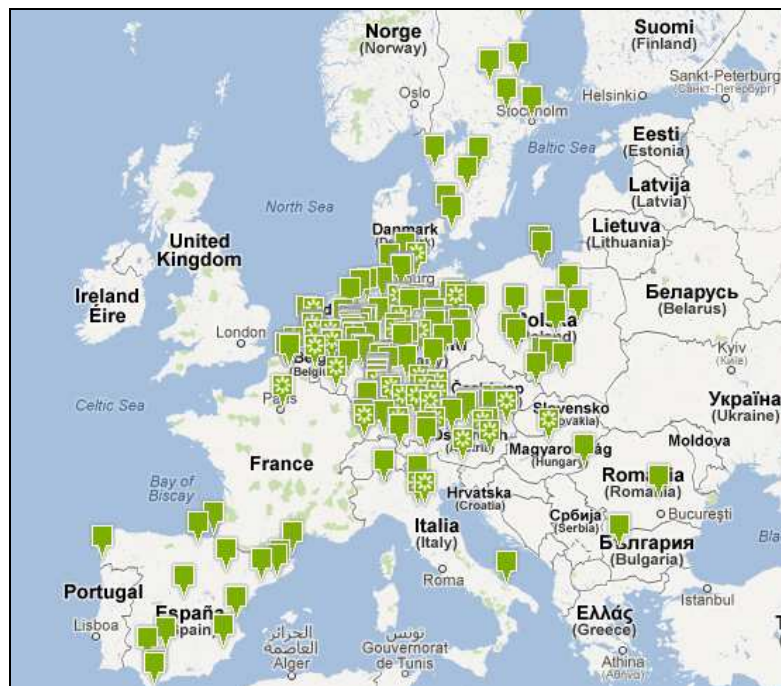 Norge
(Norway)
Suomi
(Finland)
Oslo
Helsinki
Sankt-Peterburg
(Санкт-Петербург)
Stockholm
Eesti
(Estonia)
Baltic Sea
Latvija
(Latvia)
North Sea
Danmark
Lietuva
(Lithuania)
United
Kingdom
Беларусь
(Belarus)
Ireland
Éire
London
Kyiv
(Київ)
Україна
(Ukraine)
Celtic Sea
Paris
Slovensko
Moldova
France
Magyarország
(Hungary)
Bay of
Biscay
Hrvatska
(Croatia)
România
(Romania)
Србија
(Serbia)
București
Italia
(Italy)
България
(Bulgaria)
Roma
Portugal
Istanbul
España
Lisboa
Ελλάς
(Greece)
الجزائر
العاصمة
Alger
تونس
Gouvernorat
de Tunis
Athina
(Αθήνα)